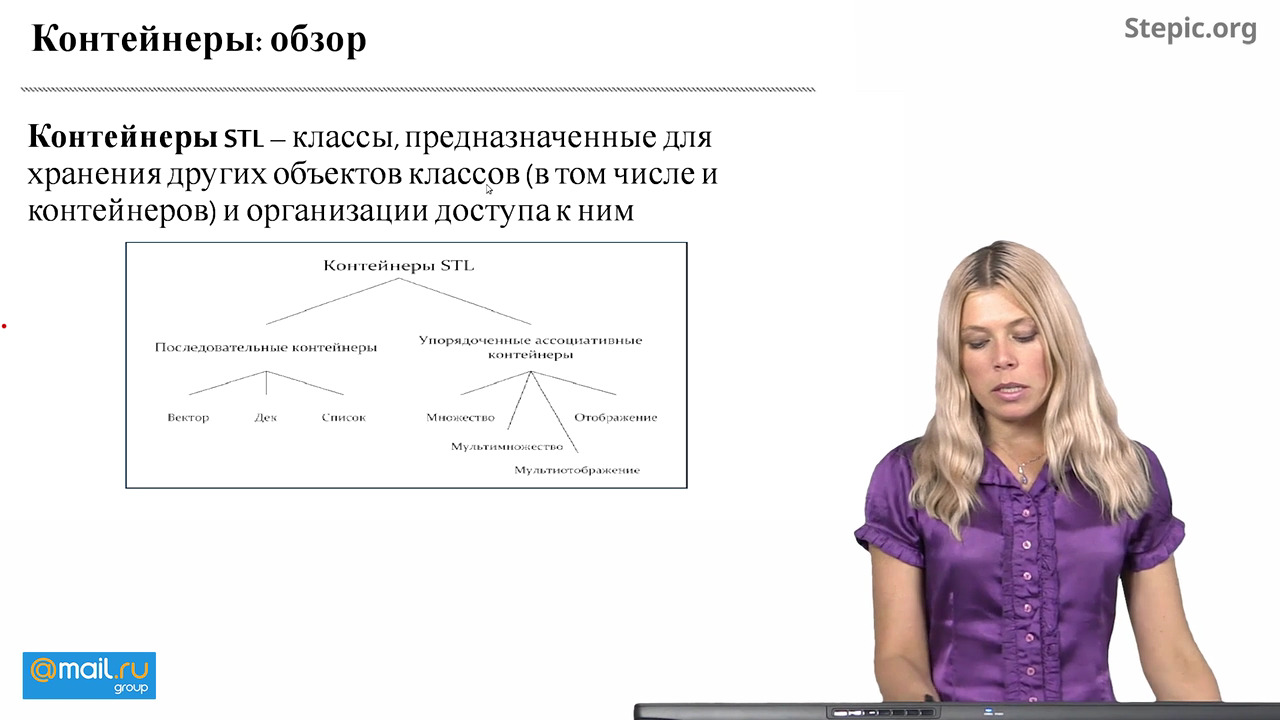 Контейнеры: обзор
Stepic.org
Контейнеры STL – классы, предназначенные для
хранения других объектов классов (в том числе и
контейнеров) и организации доступа к ним
Контейнеры STL
Последовательные контейнеры
Упорядоченные ассоциативные
контейнеры
Вектор
Дек
Список
Множество
Отображение
Мультимножество
Мультиотображение
@mail.ru
group